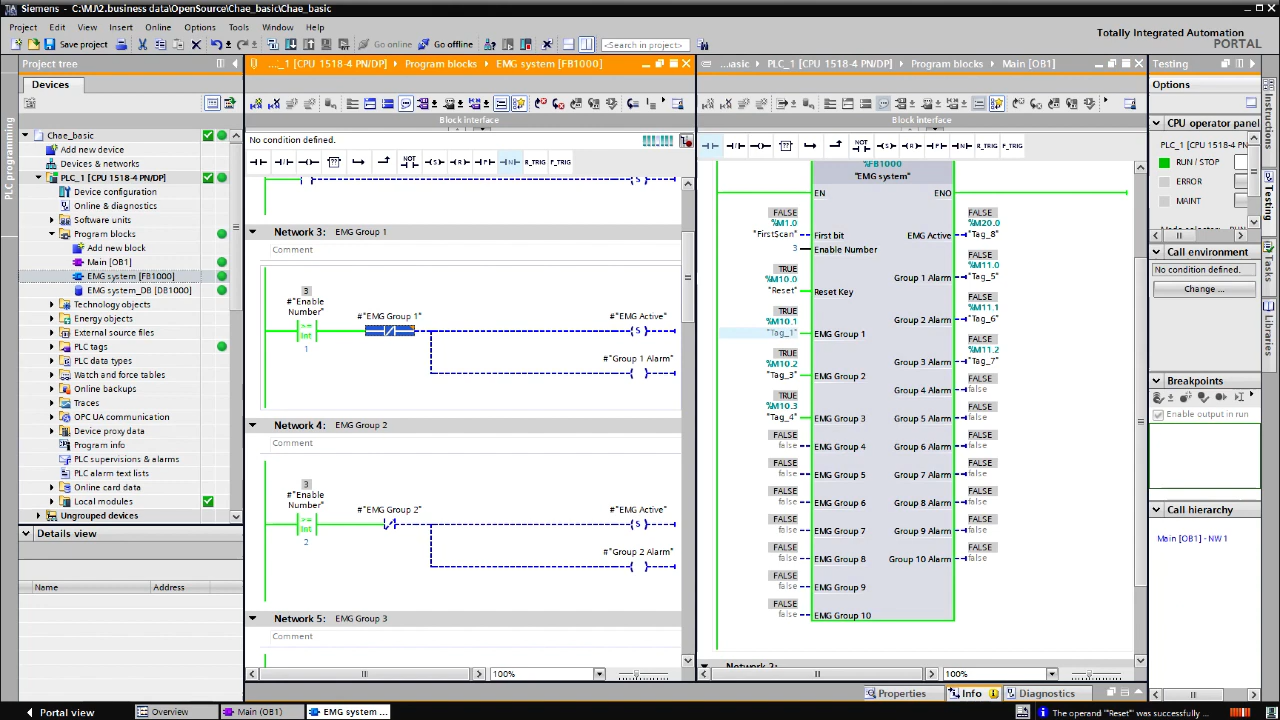 Siemens - C:\MJ\2.business data\OpenSource\Chae_basic\Chae_basic
Project Edit View Insert Online Options Tools Window Help
Totally Integrated Automation
PORTAL
Save project
Go online
Go offline
<Search in project>
Project tree
..._1 [CPU 1518-4 PN/DP] Program blocks EMG system [FB1000]
...asic PLC_1 [CPU 1518-4 PN/DP] Program blocks Main [OB1]
Testing
Devices
Options
PLC programming
Block interface
Block interface
No condition defined.
NOT S R P N R_TRIG F_TRIG
NOT S R P N R_TRIG F_TRIG
Chae_basic
Add new device
Devices & networks
PLC_1 [CPU 1518-4 PN/DP]
Device configuration
Online & diagnostics
Software units
Program blocks
Add new block
Main [OB1]
EMG system [FB1000]
EMG system_DB [DB1000]
Technology objects
Energy objects
External source files
PLC tags
PLC data types
Watch and force tables
Online backups
Traces
OPC UA communication
Device proxy data
Program info
PLC supervisions & alarms
PLC alarm text lists
Online card data
Local modules
Ungrouped devices
Details view
Name Address
Network 3: EMG Group 1
Comment
3
#"Enable
Number"
#"EMG Group 1"
#"EMG Active"
>=
Int
S
1
#"Group 1 Alarm"
Network 4: EMG Group 2
Comment
3
#"Enable
Number"
#"EMG Group 2"
#"EMG Active"
>=
Int
S
2
#"Group 2 Alarm"
Network 5: EMG Group 3
Comment
100%
%FB1000
"EMG system"
EN ENO
FALSE
%M1.0
"FirstScan" First bit
3 Enable Number
TRUE
%M10.0
"Reset" Reset Key
TRUE
%M10.1
"Tag_1" EMG Group 1
TRUE
%M10.2
"Tag_3" EMG Group 2
TRUE
%M10.3
"Tag_4" EMG Group 3
FALSE
false EMG Group 4
FALSE
false EMG Group 5
FALSE
false EMG Group 6
FALSE
false EMG Group 7
FALSE
false EMG Group 8
FALSE
EMG Group 9
FALSE
false EMG Group 10
FALSE
%M20.0
EMG Active "Tag_8"
FALSE
%M11.0
Group 1 Alarm "Tag_5"
FALSE
%M11.1
Group 2 Alarm "Tag_6"
FALSE
%M11.2
Group 3 Alarm "Tag_7"
FALSE
Group 4 Alarm false
FALSE
Group 5 Alarm false
FALSE
Group 6 Alarm false
FALSE
Group 7 Alarm false
FALSE
Group 8 Alarm false
FALSE
Group 9 Alarm false
FALSE
Group 10 Alarm false
100%
CPU operator panel
PLC_1 [CPU 1518-4 PN/DP]
RUN / STOP
ERROR
MAINT
Call environment
No condition defined.
Change ...
Breakpoints
Enable output in run
Call hierarchy
Main [OB1] - NW1
Instructions
Testing
Tasks
Libraries
Properties Info Diagnostics
Portal view Overview Main (OB1) EMG system ...
The operand '"Reset"' was successfully ...